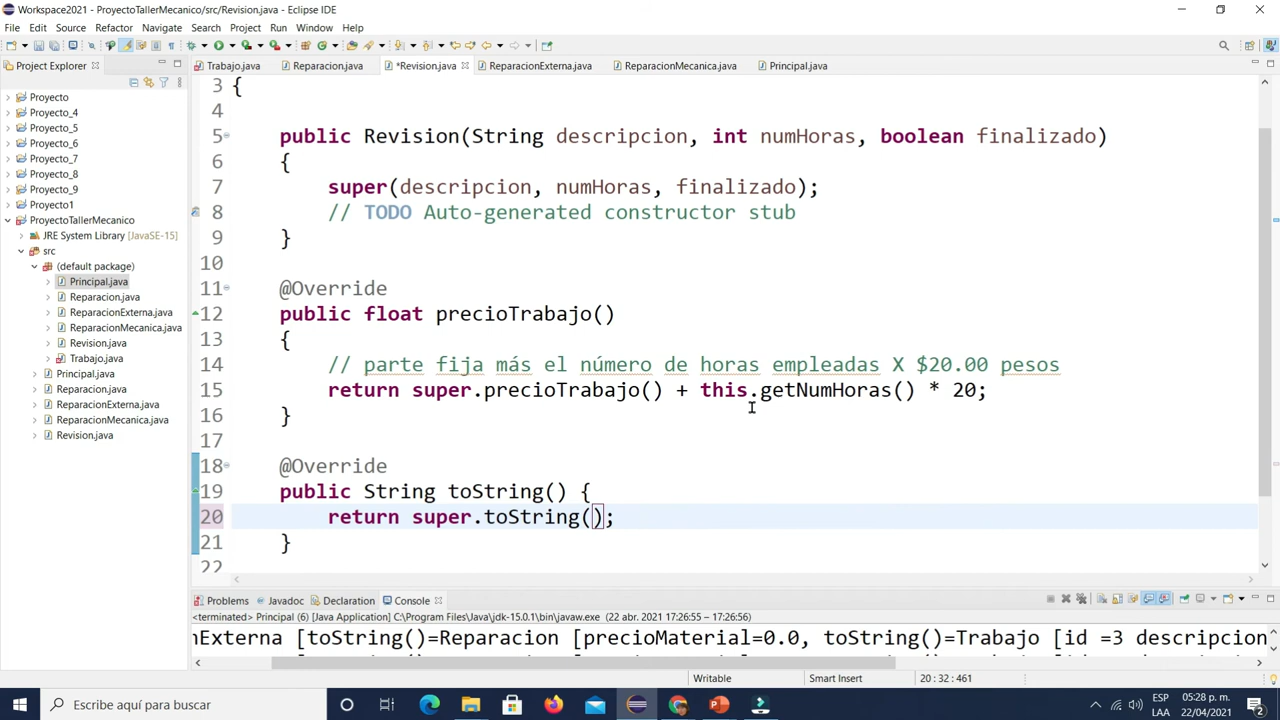 Workspace2021 - ProyectoTallerMecanico/src/Revision.java - Eclipse IDE
File Edit Source Refactor Navigate Search Project Run Window Help
Project Explorer
Trabajo.java Reparacion.java *Revision.java ReparacionExterna.java ReparacionMecanica.java Principal.java
Proyecto
Proyecto_4
Proyecto_5
Proyecto_6
Proyecto_7
Proyecto_8
Proyecto_9
Proyecto1
ProyectoTallerMecanico
JRE System Library [JavaSE-15]
src
(default package)
Principal.java
Reparacion.java
ReparacionExterna.java
ReparacionMecanica.java
Revision.java
Trabajo.java
Principal.java
Reparacion.java
ReparacionExterna.java
ReparacionMecanica.java
Revision.java
3 {
4
5 public Revision(String descripcion, int numHoras, boolean finalizado)
6 {
7 super(descripcion, numHoras, finalizado);
8 // TODO Auto-generated constructor stub
9 }
10
11 @Override
12 public float precioTrabajo()
13 {
14 // parte fija más el número de horas empleadas X $20.00 pesos
15 return super.precioTrabajo() + this.getNumHoras() * 20;
16 }
17
18 @Override
19 public String toString() {
20 return super.toString();
21 }
22
Problems Javadoc Declaration Console
<terminated> Principal (6) [Java Application] C:\Program Files\Java\jdk-15.0.1\bin\javaw.exe (22 abr. 2021 17:26:55 – 17:26:56)
nExterna [toString()=Reparacion [precioMaterial=0.0, toString()=Trabajo [id =3 descripcion
Writable Smart Insert 20 : 32 : 461
Escribe aquí para buscar
ESP
LAA
05:28 p. m.
22/04/2021
2